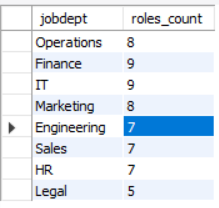 jobdept roles_count
Operations 8
Finance 9
IT 9
Marketing 8
Engineering 7
Sales 7
HR 7
Legal 5